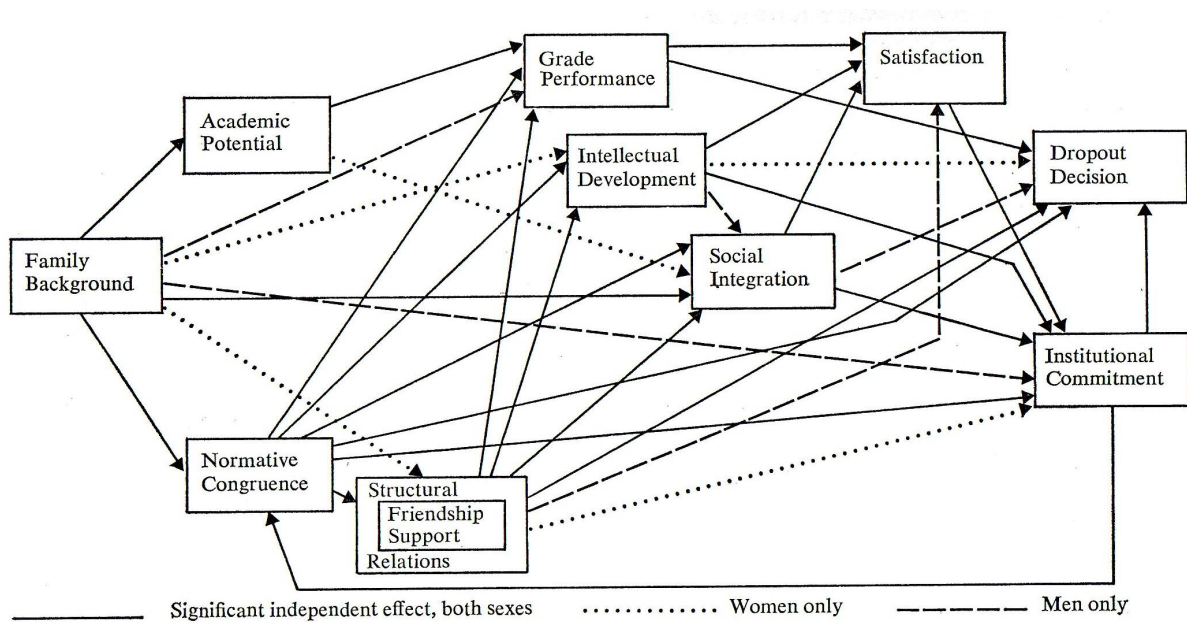 Grade
Performance
Satisfaction
Academic
Potential
Intellectual
Development
Dropout
Decision
Family
Background
Social
Integration
Institutional
Commitment
Normative
Congruence
Structural
Friendship
Support
Relations
Significant independent effect, both sexes
Women only
Men only